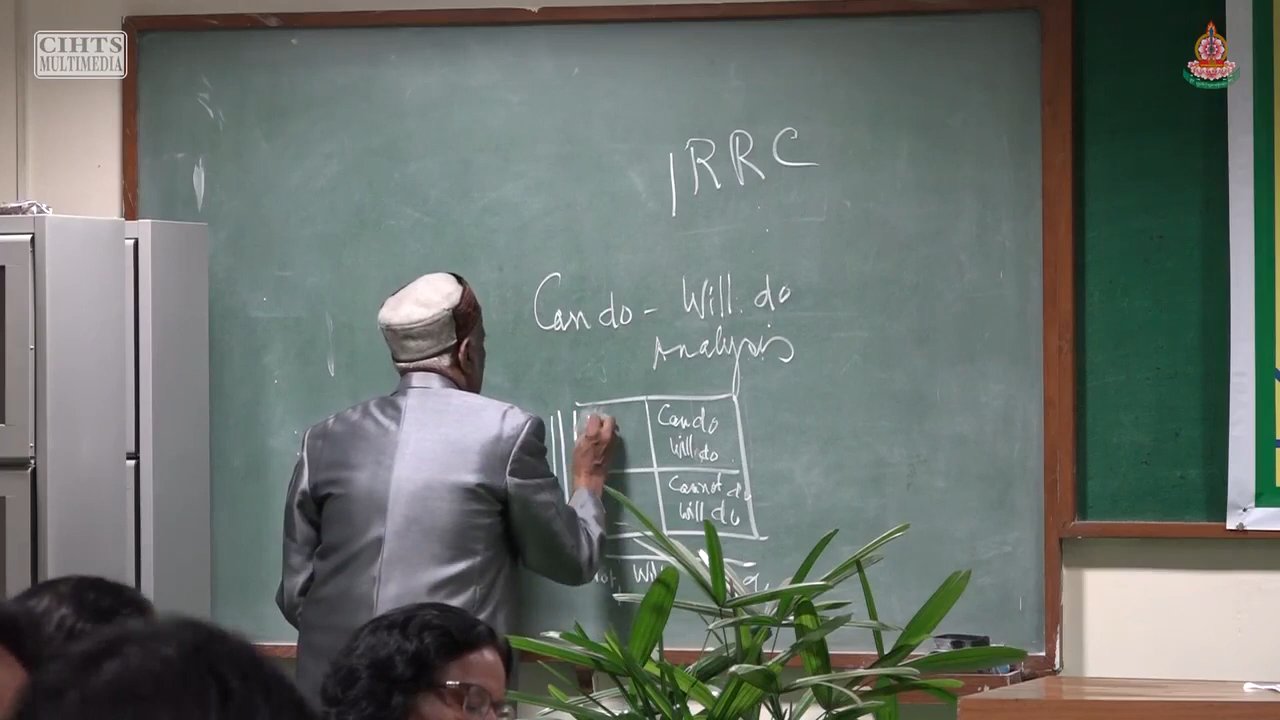 CIHTS
MULTIMEDIA
IRRC
Can do - Will do
Analysis
Can do
Will do
Cannot do
Will do